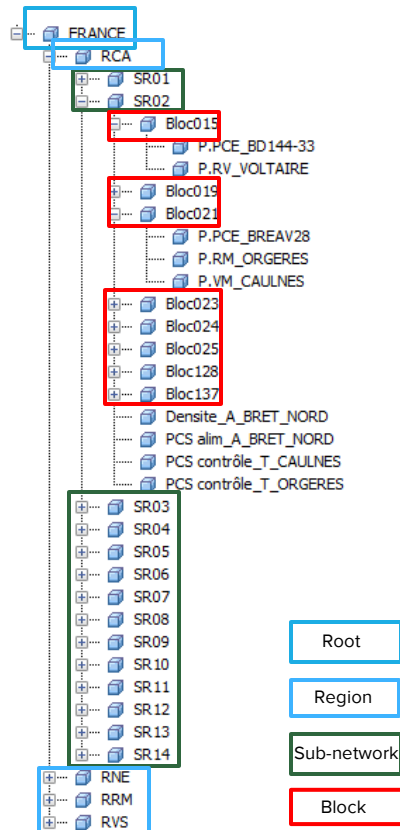 FRANCE
RCA
SR01
SR02
Bloc015
P.PCE_BD144-33
P.RV_VOLTAIRE
Bloc019
Bloc021
P.PCE_BREAV28
P.RM_ORGERES
P.VM_CAULNES
Bloc023
Bloc024
Bloc025
Bloc128
Bloc137
Densite_A_BRET_NORD
PCS alim_A_BRET_NORD
PCS contrôle_T_CAULNES
PCS contrôle_T_ORGERES
SR03
SR04
SR05
SR06
SR07
SR08
SR09
SR10
SR11
SR12
SR13
SR14
RNE
RRM
RVS
Root
Region
Sub-network
Block